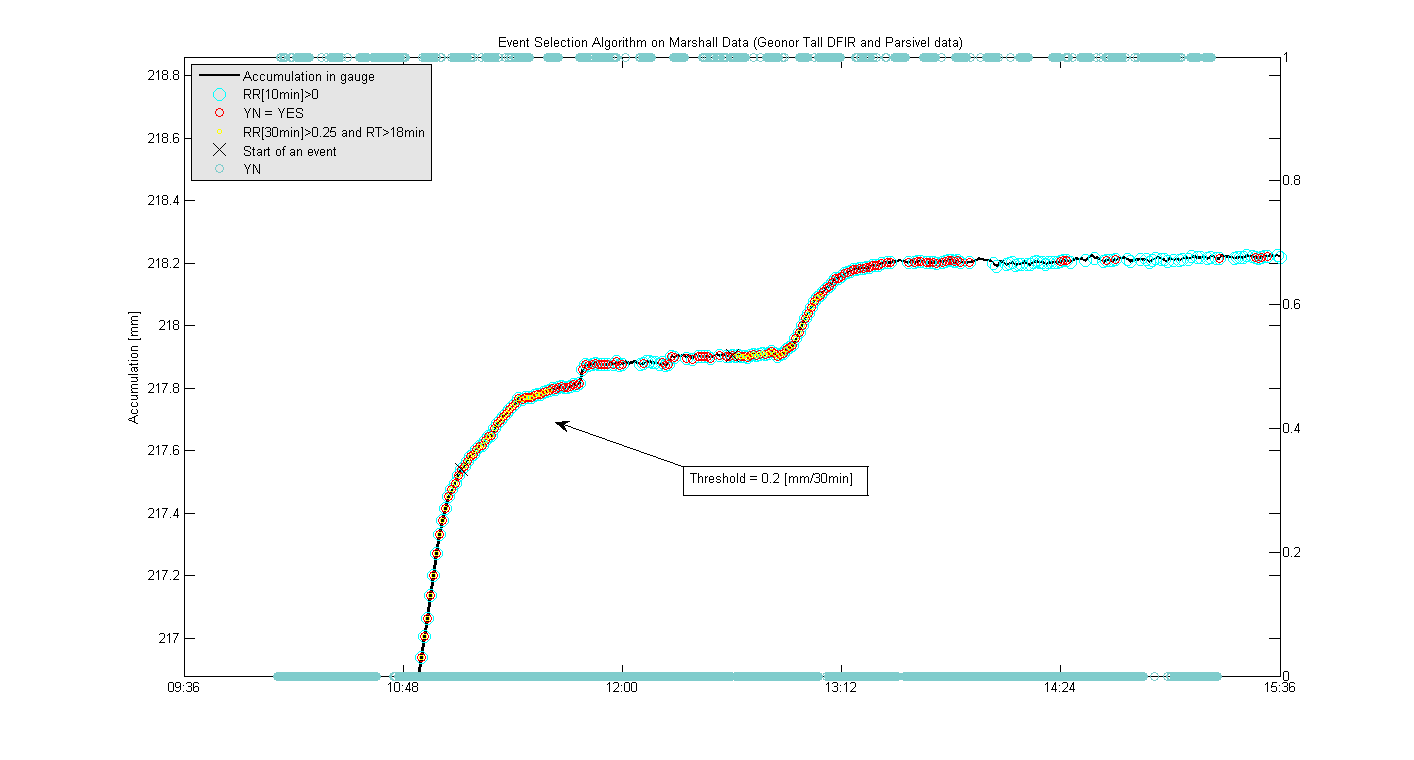 Event Selection Algorithm on Marshall Data (Geonor Tall DFIR and Parsivel data)
Accumulation in gauge
RR[10min]>0
YN = YES
RR[30min]>0.25 and RT>18min
Start of an event
YN
Accumulation [mm]
218.8
218.6
218.4
218.2
218
217.8
217.6
217.4
217.2
217
1
0.8
0.6
0.4
0.2
0
Threshold = 0.2 [mm/30min]
09:36
10:48
12:00
13:12
14:24
15:36